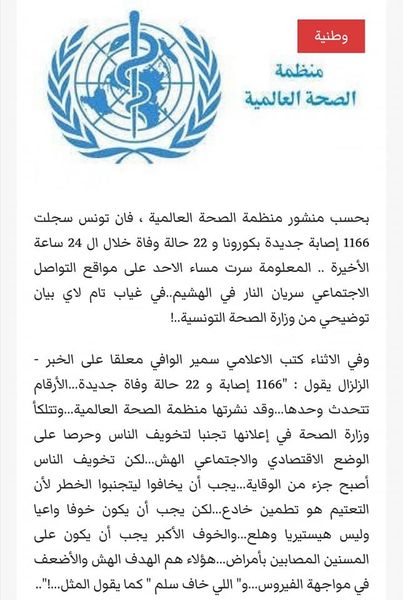 وطنية
منظمة
الصحة العالمية
بحسب منشور منظمة الصحة العالمية ، فان تونس سجلت
1166 إصابة جديدة بكورونا و 22 حالة وفاة خلال ال 24 ساعة
الأخيرة .. المعلومة سرت مساء الاحد على مواقع التواصل
الاجتماعي سريان النار في الهشيم..في غياب تام لاي بيان
توضيحي من وزارة الصحة التونسية..!
وفي الاثناء كتب الاعلامي سمير الوافي معلقا على الخبر -
الزلزال يقول : "1166 إصابة و 22 حالة وفاة جديدة...الأرقام
تتحدث وحدها...وقد نشرتها منظمة الصحة العالمية...وتتلكأ
وزارة الصحة في إعلانها تجنبا لتخويف الناس وحرصا على
الوضع الاقتصادي والاجتماعي الهش...لكن تخويف الناس
أصبح جزء من الوقاية...يجب أن يخافوا ليتجنبوا الخطر لأن
التعتيم هو تطمين خادع...لكن يجب أن يكون خوفا واعيا
وليس هيستيريا وهلع...والخوف الأكبر يجب أن يكون على
المسنين المصابين بأمراض...هؤلاء هم الهدف الهش والأضعف
في مواجهة الفيروس...و" اللي خاف سلم " كما يقول المثل...!"..